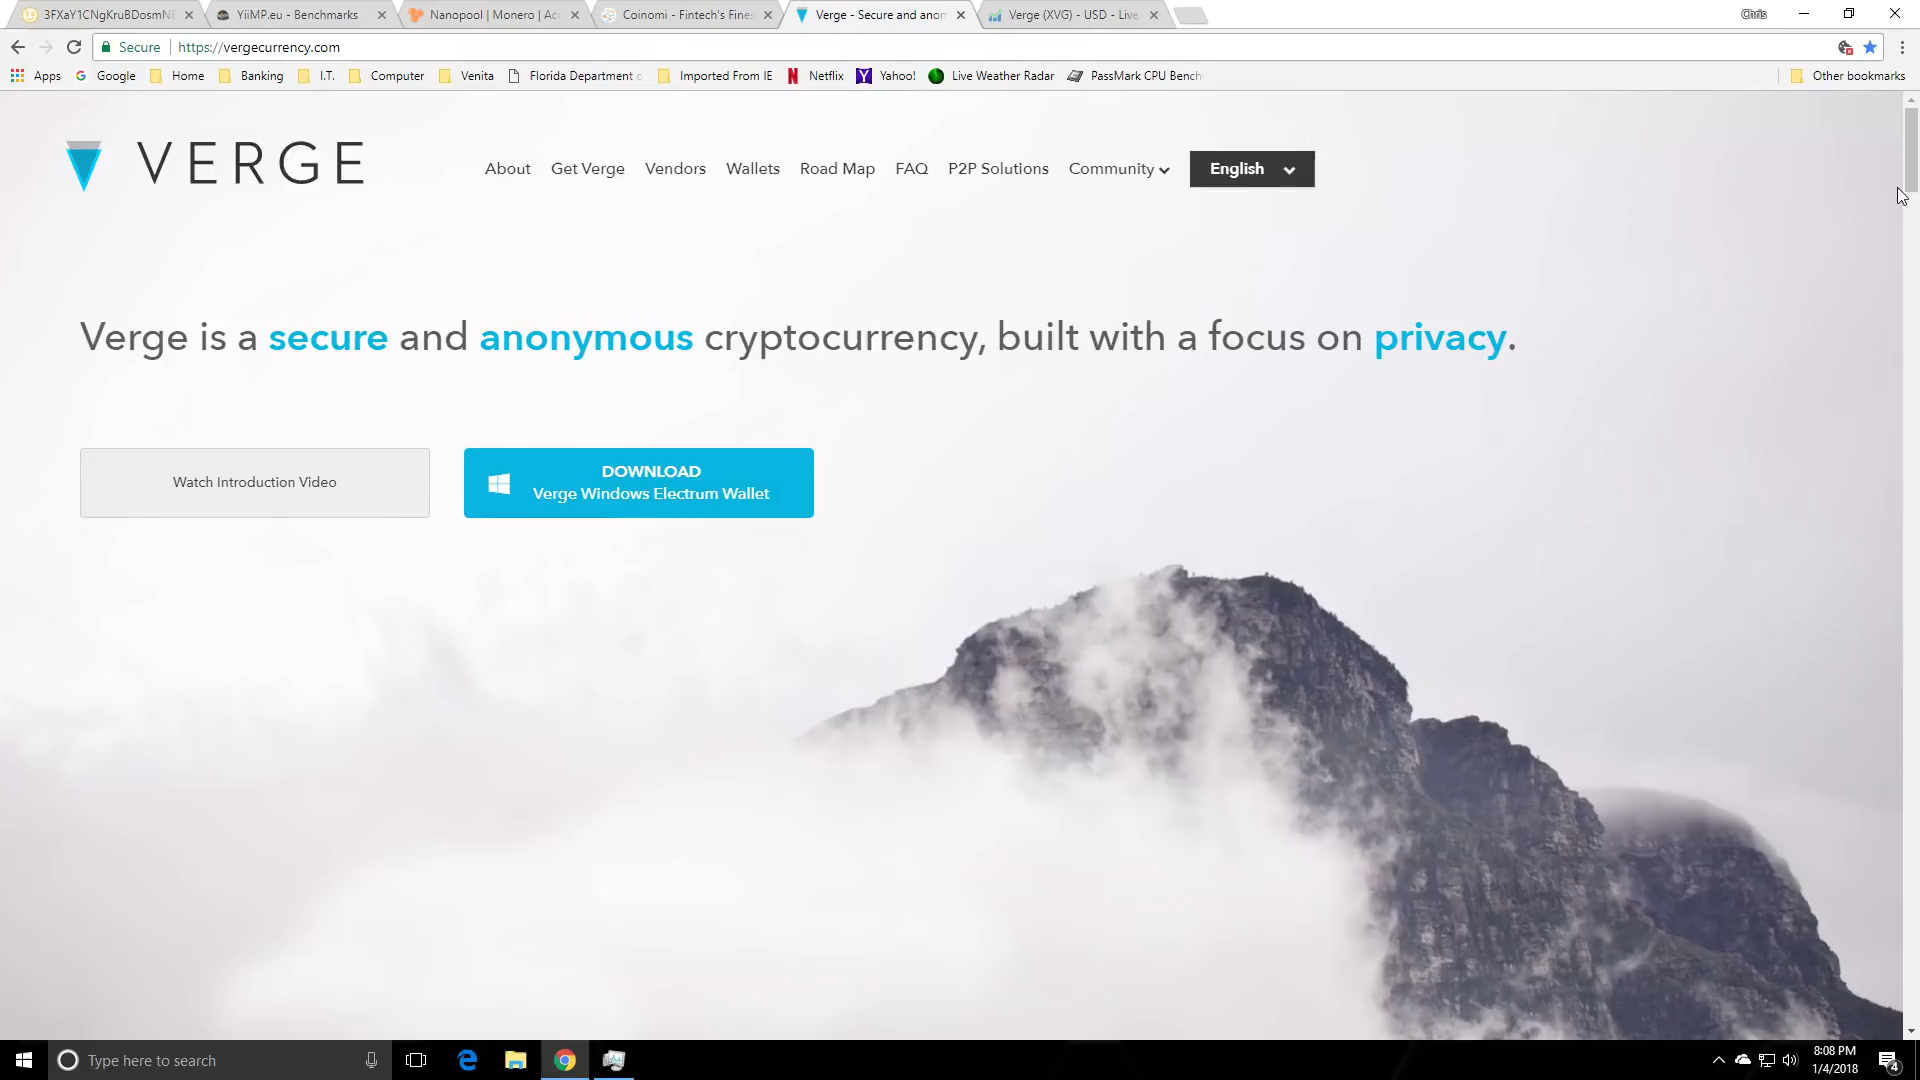 3FXaY1CNgKruBDosmNE
YiiMP.eu - Benchmarks
Nanopool | Monero | Acc
Coinomi - Fintech's Fines
Verge - Secure and anon
Verge (XVG) - USD - Live
Chris
Secure
https://vergecurrency.com
Apps
Google
Home
Banking
I.T.
Computer
Venita
Florida Department o
Imported From IE
Netflix
Yahoo!
Live Weather Radar
PassMark CPU Bench
Other bookmarks
VERGE
About
Get Verge
Vendors
Wallets
Road Map
FAQ
P2P Solutions
Community
English
Verge is a secure and anonymous cryptocurrency, built with a focus on privacy.
Watch Introduction Video
DOWNLOAD
Verge Windows Electrum Wallet
Type here to search
8:08 PM
1/4/2018
4